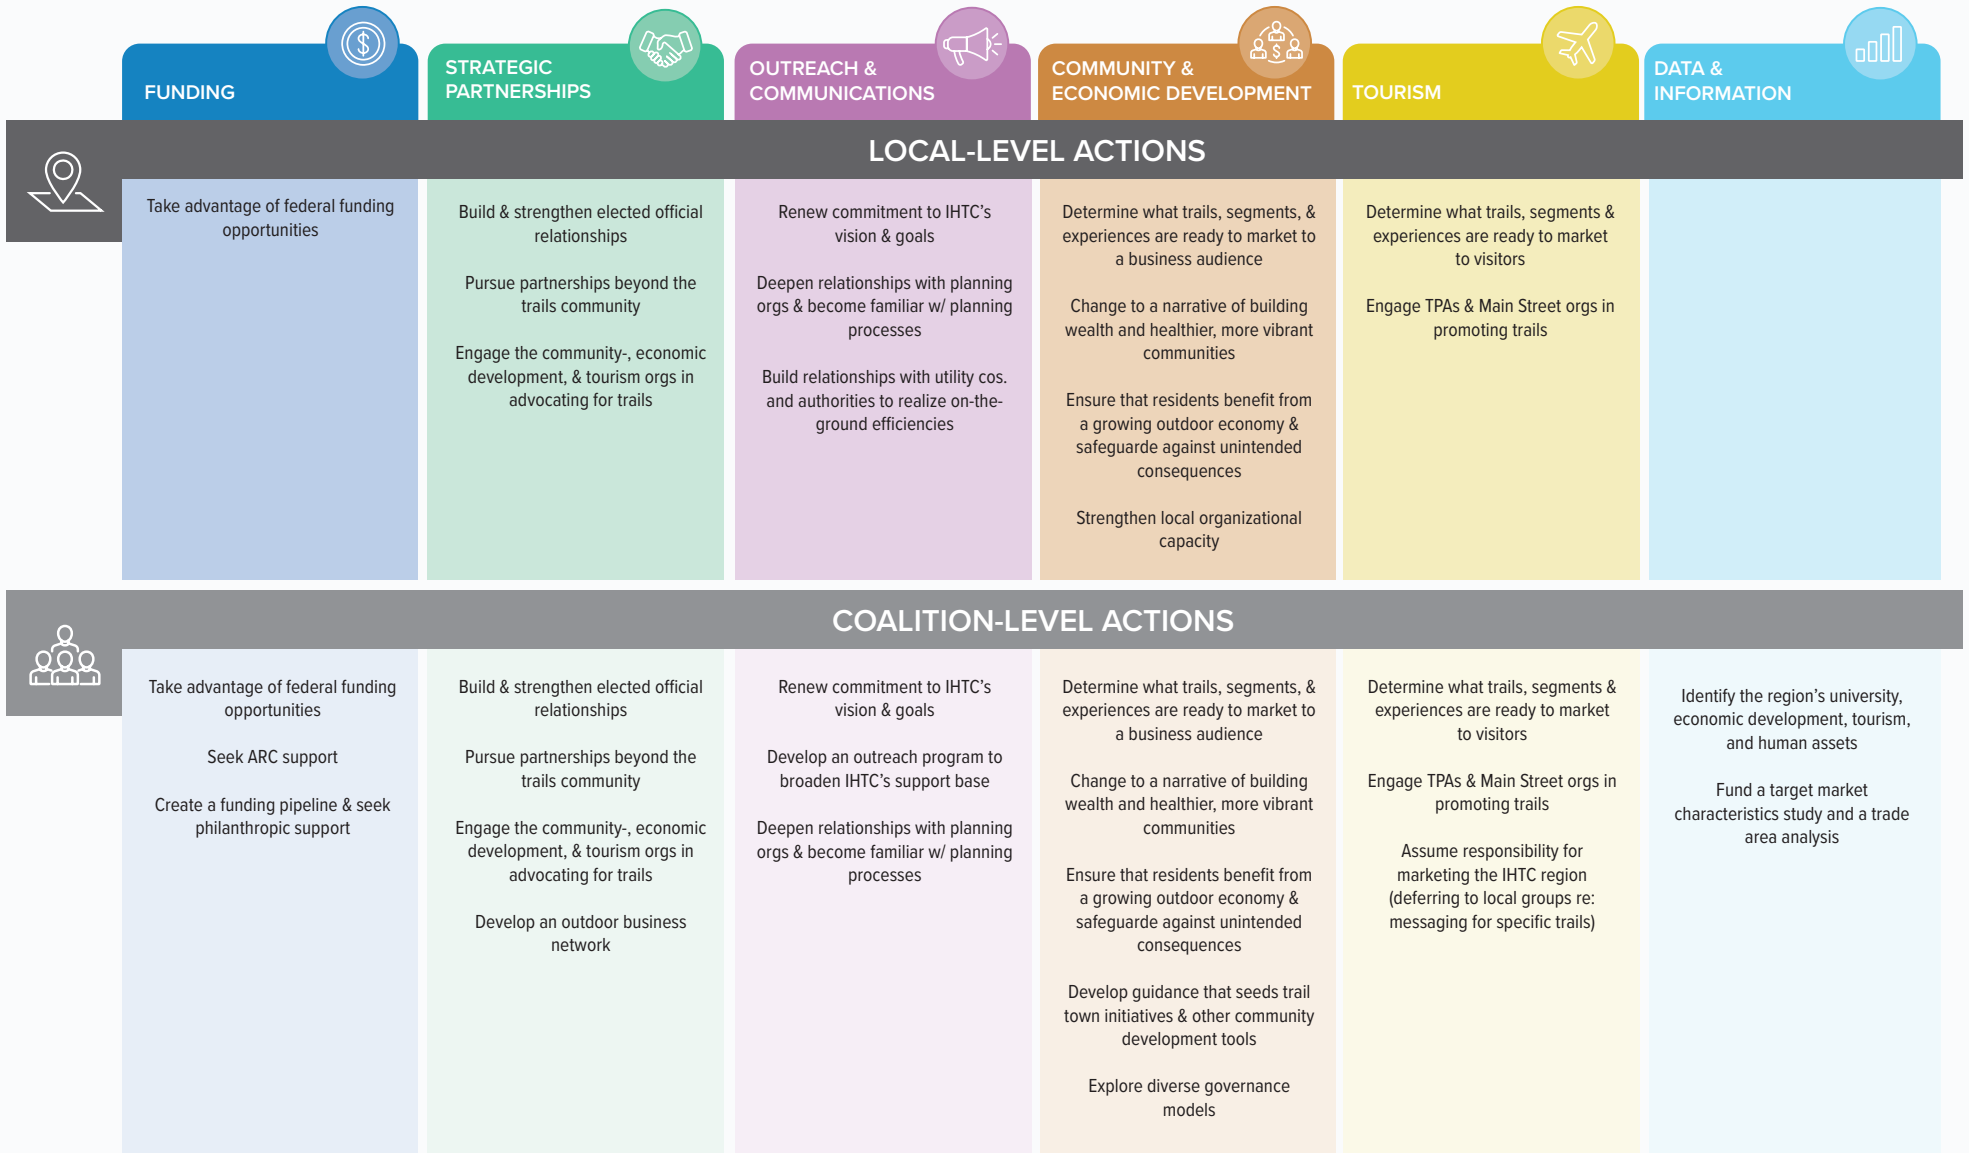 FUNDING
STRATEGIC
PARTNERSHIPS
OUTREACH &
COMMUNICATIONS
COMMUNITY &
ECONOMIC DEVELOPMENT
TOURISM
DATA &
INFORMATION
LOCAL-LEVEL ACTIONS
Take advantage of federal funding
opportunities
Build & strengthen elected official
relationships
Pursue partnerships beyond the
trails community
Engage the community-, economic
development, & tourism orgs in
advocating for trails
Renew commitment to IHTC's
vision & goals
Deepen relationships with planning
orgs & become familiar w/ planning
processes
Build relationships with utility cos.
and authorities to realize on-the-
ground efficiencies
Determine what trails, segments, &
experiences are ready to market to
a business audience
Change to a narrative of building
wealth and healthier, more vibrant
communities
Ensure that residents benefit from
a growing outdoor economy &
safeguarde against unintended
consequences
Strengthen local organizational
capacity
Determine what trails, segments &
experiences are ready to market
to visitors
Engage TPAs & Main Street orgs in
promoting trails
COALITION-LEVEL ACTIONS
Take advantage of federal funding
opportunities
Seek ARC support
Create a funding pipeline & seek
philanthropic support
Build & strengthen elected official
relationships
Pursue partnerships beyond the
trails community
Engage the community-, economic
development, & tourism orgs in
advocating for trails
Develop an outdoor business
network
Renew commitment to IHTC's
vision & goals
Develop an outreach program to
broaden IHTC's support base
Deepen relationships with planning
orgs & become familiar w/ planning
processes
Determine what trails, segments, &
experiences are ready to market to
a business audience
Change to a narrative of building
wealth and healthier, more vibrant
communities
Ensure that residents benefit from
a growing outdoor economy &
safeguarde against unintended
consequences
Develop guidance that seeds trail
town initiatives & other community
development tools
Explore diverse governance
models
Determine what trails, segments &
experiences are ready to market
to visitors
Engage TPAs & Main Street orgs in
promoting trails
Assume responsibility for
marketing the IHTC region
(deferring to local groups re:
messaging for specific trails)
Identify the region's university,
economic development, tourism,
and human assets
Fund a target market
characteristics study and a trade
area analysis